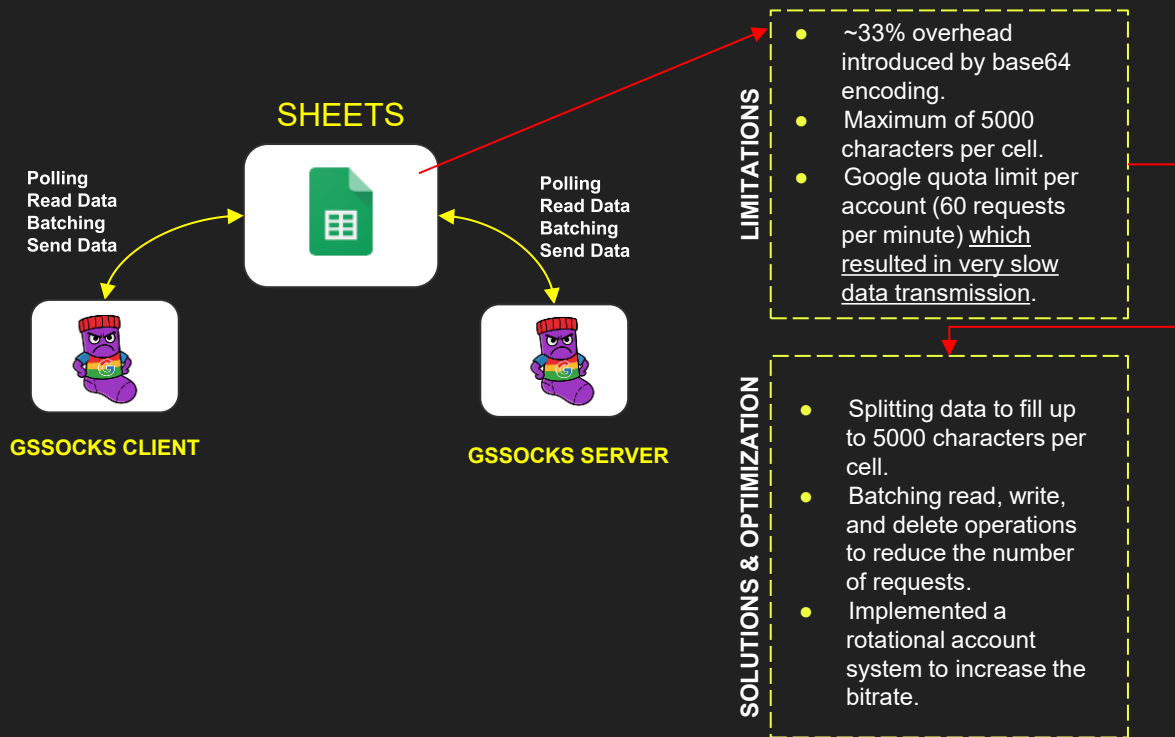 SHEETS
Polling
Read Data
Batching
Send Data
Polling
Read Data
Batching
Send Data
G
G
GSSOCKS CLIENT
GSSOCKS SERVER
LIMITATIONS
● ~33% overhead
introduced by base64
encoding.
● Maximum of 5000
characters per cell.
● Google quota limit per
account (60 requests
per minute) which
resulted in very slow
data transmission.
SOLUTIONS & OPTIMIZATION
● Splitting data to fill up
to 5000 characters per
cell.
● Batching read, write,
and delete operations
to reduce the number
of requests.
● Implemented a
rotational account
system to increase the
bitrate.